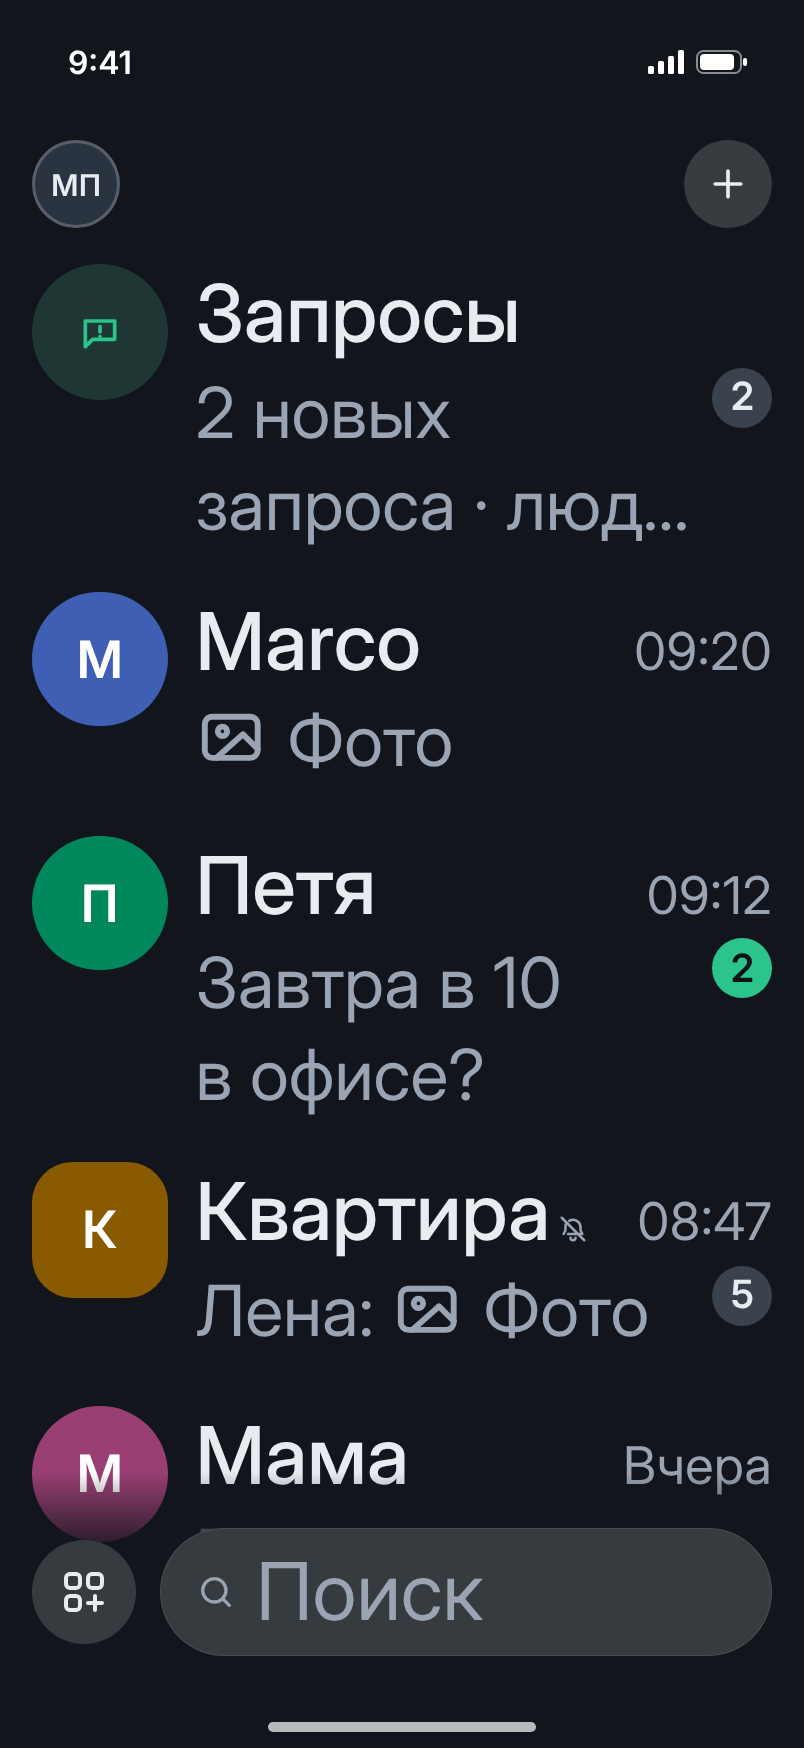 9:41
МП
Запросы
2 новых
2
запроса · люд...
М
Marco
09:20
Фото
П
Петя
09:12
Завтра в 10
2
в офисе?
К
Квартира
08:47
Лена: Фото
5
М
Мама
Вчера
Поиск